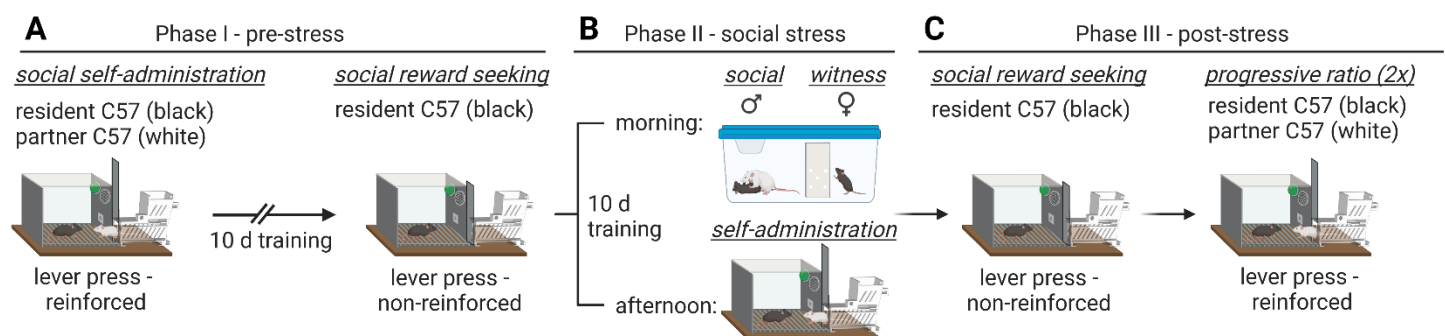 A Phase I - pre-stress
social self-administration
resident C57 (black)
partner C57 (white)
lever press -
reinforced
10 d training
social reward seeking
resident C57 (black)
lever press -
non-reinforced
B Phase II - social stress
10 d
training
morning:
social
♂
witness
♀
afternoon:
self-administration
C Phase III - post-stress
social reward seeking
resident C57 (black)
lever press -
non-reinforced
progressive ratio (2x)
resident C57 (black)
partner C57 (white)
lever press -
reinforced